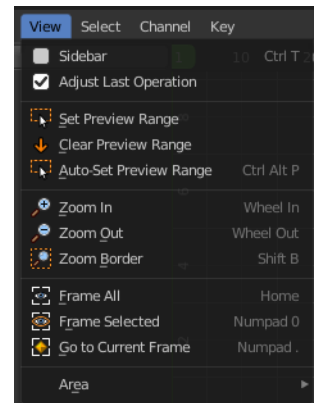 View Select Channel Key
Sidebar Ctrl T
Adjust Last Operation
Set Preview Range
Clear Preview Range
Auto-Set Preview Range Ctrl Alt P
Zoom In Wheel In
Zoom Out Wheel Out
Zoom Border Shift B
Frame All Home
Frame Selected Numpad 0
Go to Current Frame Numpad .
Area